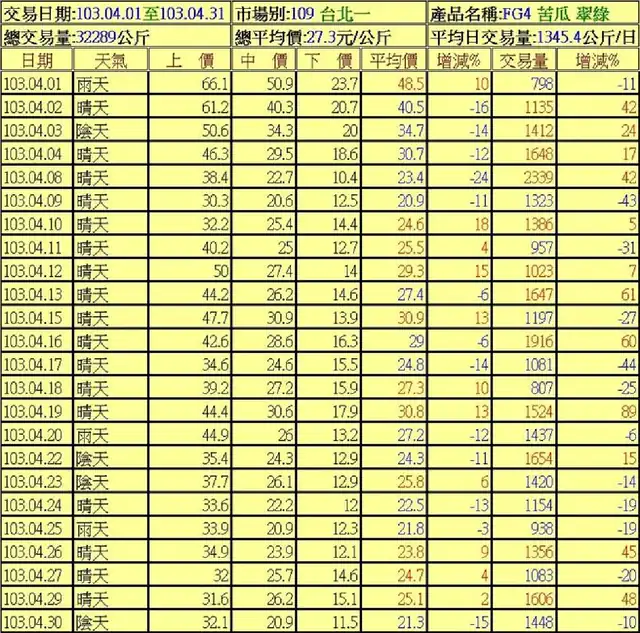 交易日期:103.04.01至103.04.31 市場別:109 台北一 產品名稱:FG4 苦瓜 翠綠
總交易量:32289公斤 總平均價:27.3元/公斤 平均日交易量:1345.4公斤/日
日期 天氣 上 價 中 價 下 價 平均價 增減% 交易量 增減%
103.04.01 雨天 66.1 50.9 23.7 48.5 10 798 -11
103.04.02 晴天 61.2 40.3 20.7 40.5 -16 1135 42
103.04.03 陰天 50.6 34.3 20 34.7 -14 1412 24
103.04.04 晴天 46.3 29.5 18.6 30.7 -12 1648 17
103.04.08 晴天 38.4 22.7 10.4 23.4 -24 2339 42
103.04.09 晴天 30.3 20.6 12.5 20.9 -11 1323 -43
103.04.10 晴天 32.2 25.4 14.4 24.6 18 1386 5
103.04.11 晴天 40.2 25 12.7 25.5 4 957 -31
103.04.12 晴天 50 27.4 14 29.3 15 1023 7
103.04.13 晴天 44.2 26.2 14.6 27.4 -6 1647 61
103.04.15 晴天 47.7 30.9 13.9 30.9 13 1197 -27
103.04.16 晴天 42.6 28.6 16.3 29 -6 1916 60
103.04.17 晴天 34.6 24.6 15.5 24.8 -14 1081 -44
103.04.18 晴天 39.2 27.2 15.9 27.3 10 807 -25
103.04.19 晴天 44.4 30.6 17.9 30.8 13 1524 89
103.04.20 雨天 44.9 26 13.2 27.2 -12 1437 -6
103.04.22 陰天 35.4 24.3 12.9 24.3 -11 1654 15
103.04.23 陰天 37.7 26.1 12.9 25.8 6 1420 -14
103.04.24 晴天 33.6 22.2 12 22.5 -13 1154 -19
103.04.25 雨天 33.9 20.9 12.3 21.8 -3 938 -19
103.04.26 晴天 34.9 23.9 12.1 23.8 9 1356 45
103.04.27 晴天 32 25.7 14.6 24.7 4 1083 -20
103.04.29 晴天 31.6 26.2 15.1 25.1 2 1606 48
103.04.30 陰天 32.1 20.9 11.5 21.3 -15 1448 -10